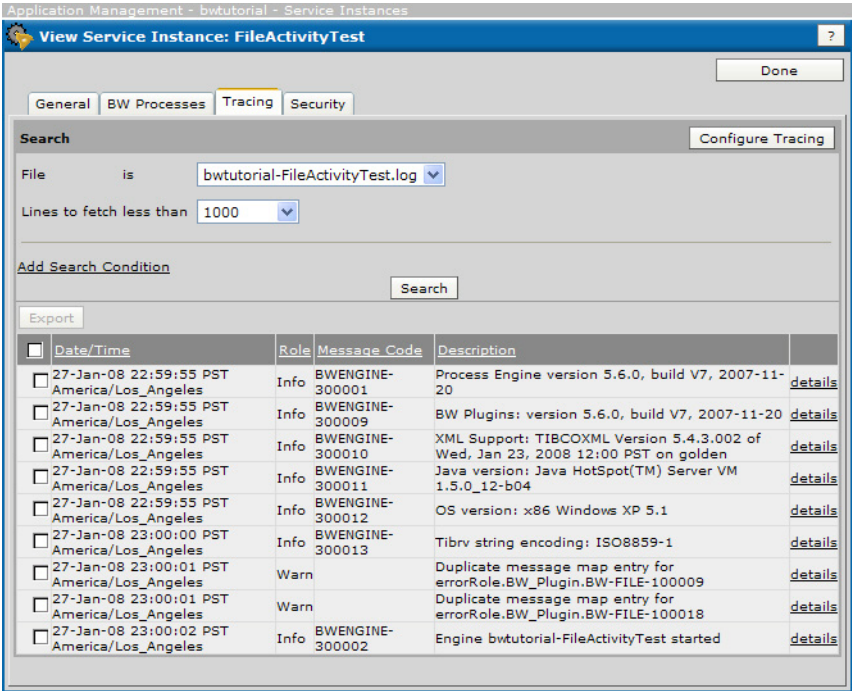 Application Management - bwtutorial - Service Instances
View Service Instance: FileActivityTest
?
Done
General BW Processes Tracing Security
Search
Configure Tracing
File is bwtutorial-FileActivityTest.log
Lines to fetch less than 1000
Add Search Condition
Search
Export
Date/Time Role Message Code Description
27-Jan-08 22:59:55 PST America/Los_Angeles Info BWENGINE-300001 Process Engine version 5.6.0, build V7, 2007-11-20 details
27-Jan-08 22:59:55 PST America/Los_Angeles Info BWENGINE-300009 BW Plugins: version 5.6.0, build V7, 2007-11-20 details
27-Jan-08 22:59:55 PST America/Los_Angeles Info BWENGINE-300010 XML Support: TIBCOXML Version 5.4.3.002 of Wed, Jan 23, 2008 12:00 PST on golden details
27-Jan-08 22:59:55 PST America/Los_Angeles Info BWENGINE-300011 Java version: Java HotSpot(TM) Server VM 1.5.0_12-b04 details
27-Jan-08 22:59:55 PST America/Los_Angeles Info BWENGINE-300012 OS version: x86 Windows XP 5.1 details
27-Jan-08 23:00:00 PST America/Los_Angeles Info BWENGINE-300013 Tibrv string encoding: ISO8859-1 details
27-Jan-08 23:00:01 PST America/Los_Angeles Warn Duplicate message map entry for errorRole.BW_Plugin.BW-FILE-100009 details
27-Jan-08 23:00:01 PST America/Los_Angeles Warn Duplicate message map entry for errorRole.BW_Plugin.BW-FILE-100018 details
27-Jan-08 23:00:02 PST America/Los_Angeles Info BWENGINE-300002 Engine bwtutorial-FileActivityTest started details